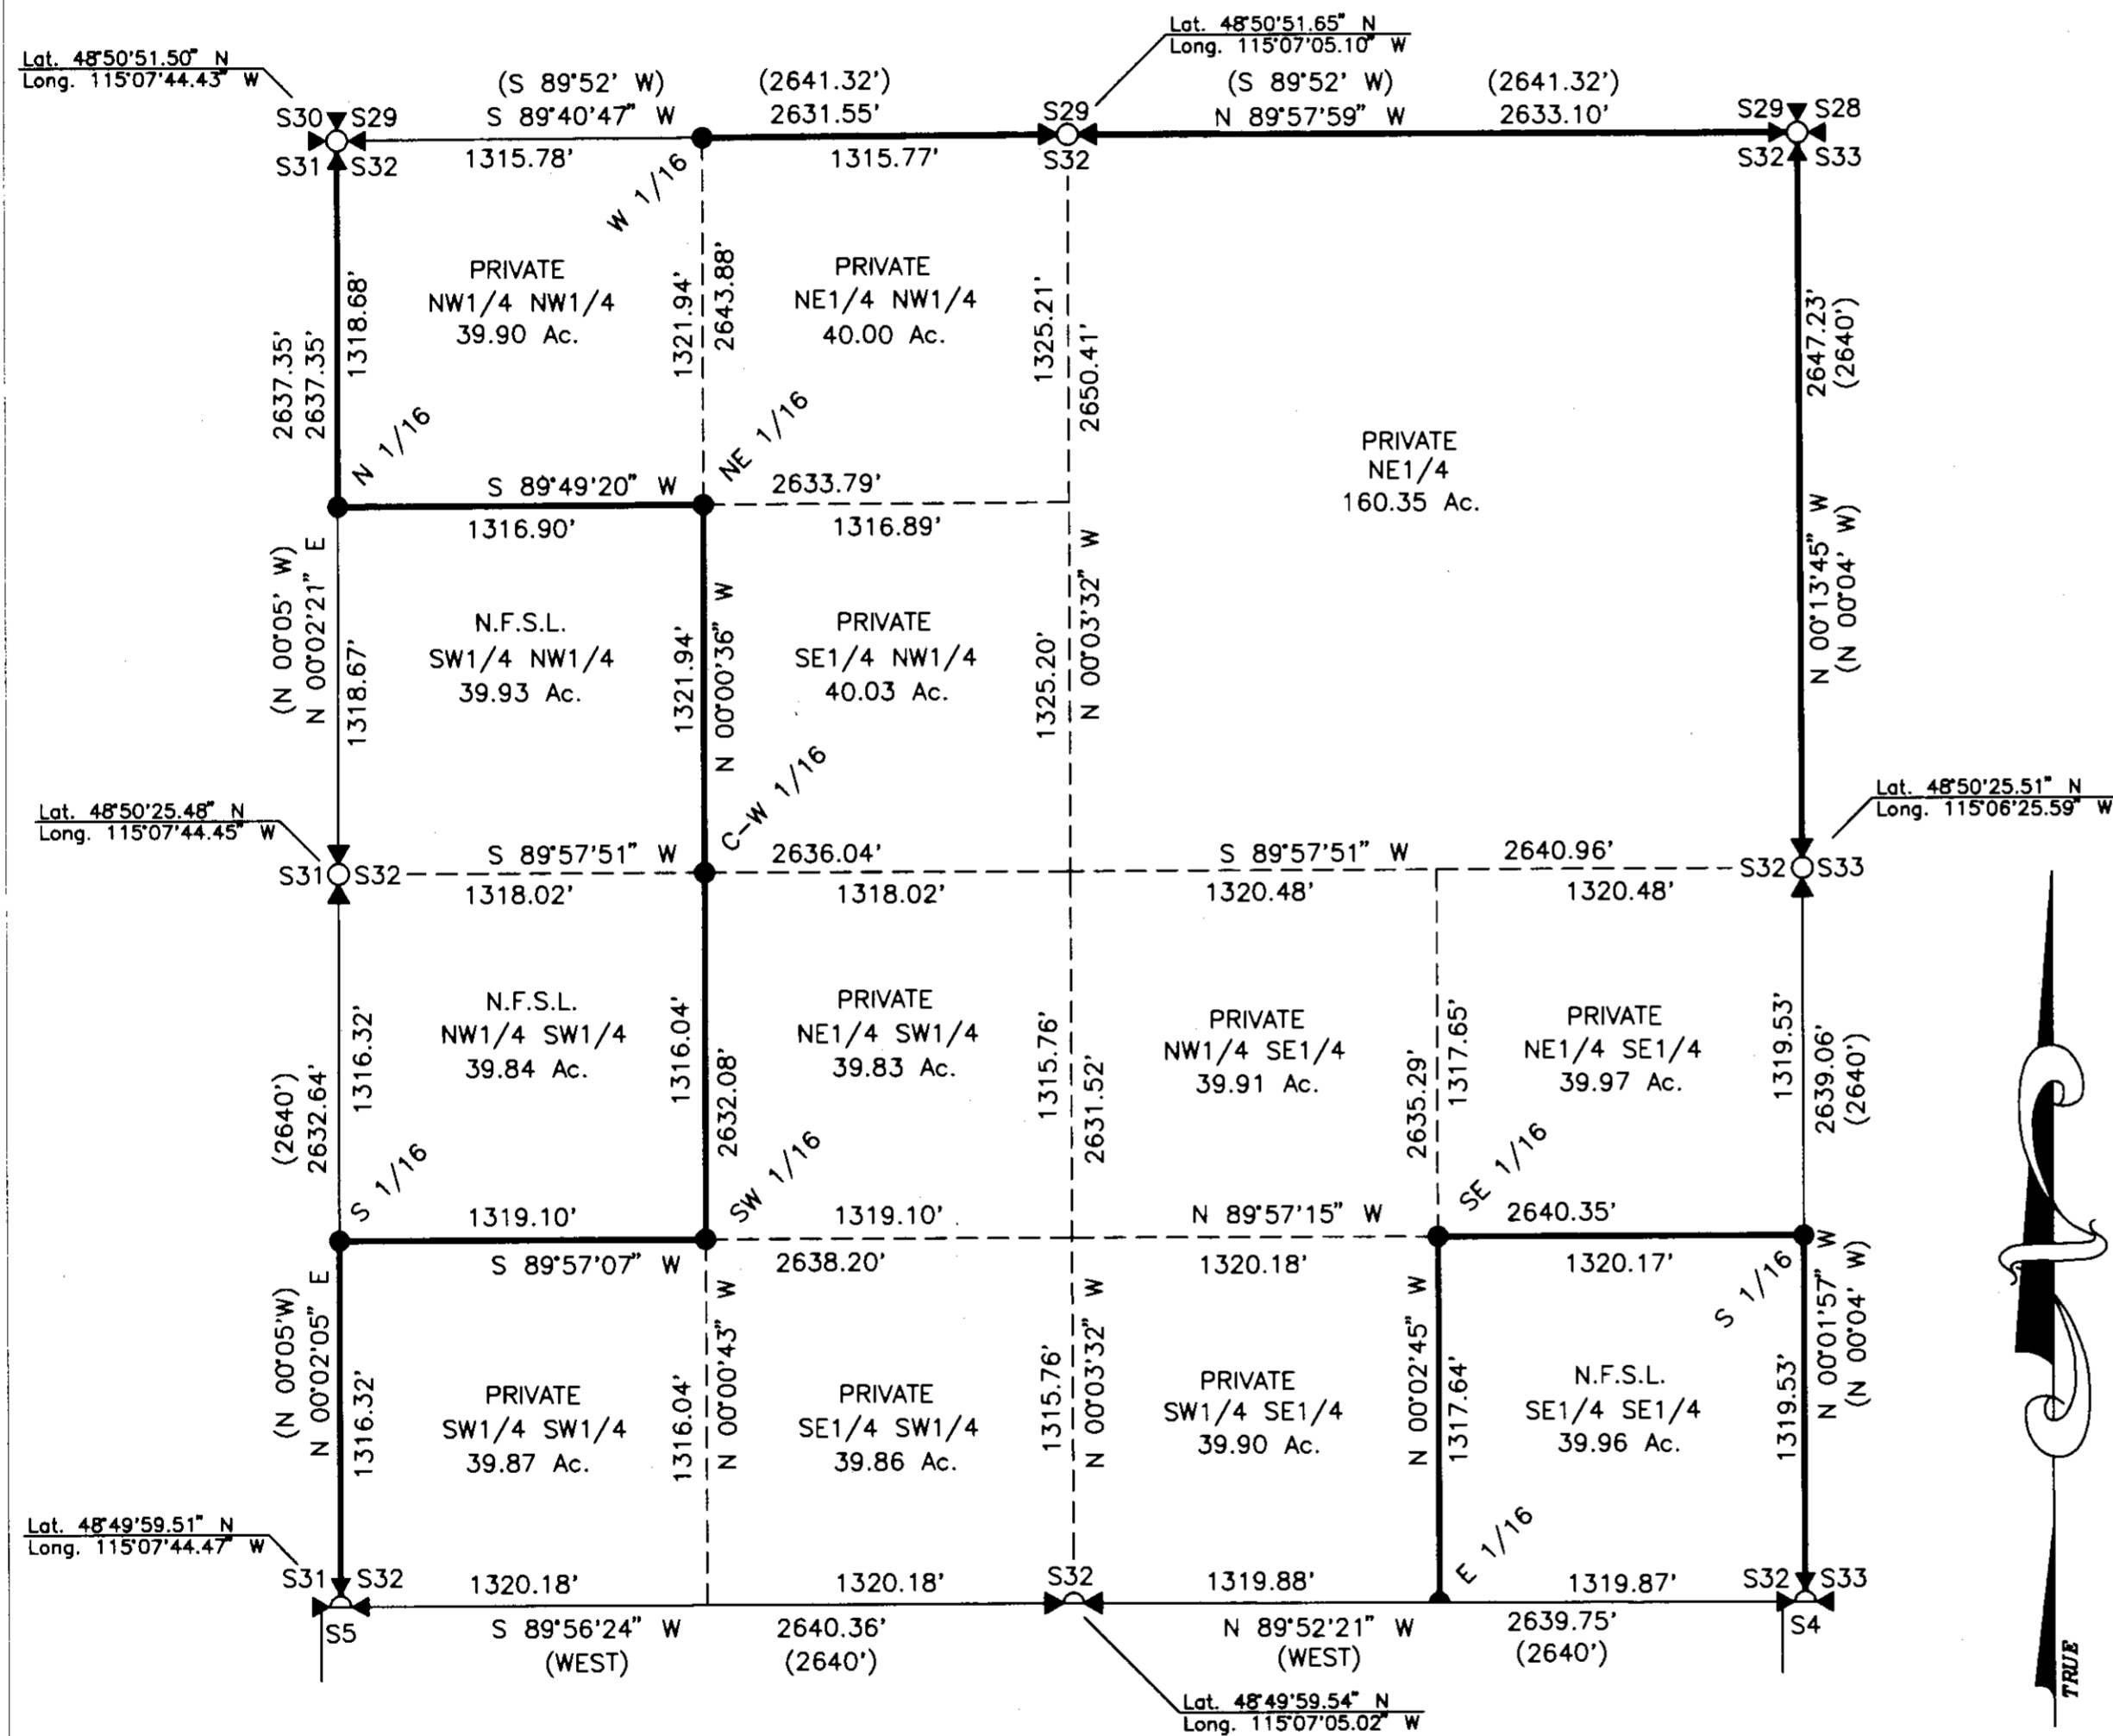 Lat. 48°50'51.65" N
Long. 115°07'05.10" W
Lat. 48°50'51.50" N
Long. 115°07'44.43" W
(S 89°52' W) (2641.32')
S 89°40'47" W 2631.55'
(S 89°52' W) (2641.32')
N 89°57'59" W 2633.10'
S30 S29
S31 S32
S29
S32
S29 S28
S32 S33
1315.78'
1315.77'
W 1/16
PRIVATE
NW1/4 NW1/4
39.90 Ac.
PRIVATE
NE1/4 NW1/4
40.00 Ac.
2637.35'
2637.35'
1318.68'
1321.94'
2643.88'
1325.21'
2650.41'
2647.23'
(2640')
PRIVATE
NE1/4
160.35 Ac.
N 1/16
NE 1/16
S 89°49'20" W 2633.79'
1316.90'
1316.89'
(N 00°05' W)
N 00°02'21" E
1318.67'
N.F.S.L.
SW1/4 NW1/4
39.93 Ac.
1321.94'
N 00°00'36" W
PRIVATE
SE1/4 NW1/4
40.03 Ac.
1325.20'
N 00°03'32" W
N 00°13'45" W
(N 00°04' W)
C-W 1/16
Lat. 48°50'25.48" N
Long. 115°07'44.45" W
Lat. 48°50'25.51" N
Long. 115°06'25.59" W
S31 S32
S 89°57'51" W 2636.04'
S 89°57'51" W 2640.96'
S32 S33
1318.02'
1318.02'
1320.48'
1320.48'
N.F.S.L.
NW1/4 SW1/4
39.84 Ac.
PRIVATE
NE1/4 SW1/4
39.83 Ac.
PRIVATE
NW1/4 SE1/4
39.91 Ac.
PRIVATE
NE1/4 SE1/4
39.97 Ac.
(2640')
2632.64'
1316.32'
1316.04'
2632.08'
1315.76'
2631.52'
2635.29'
1317.65'
1319.53'
2639.06'
(2640')
S 1/16
SW 1/16
SE 1/16
S 1/16
1319.10'
1319.10'
N 89°57'15" W 2640.35'
S 89°57'07" W 2638.20'
1320.18'
1320.17'
(N 00°05'W)
N 00°02'05" E
1316.32'
PRIVATE
SW1/4 SW1/4
39.87 Ac.
1316.04'
N 00°00'43" W
PRIVATE
SE1/4 SW1/4
39.86 Ac.
1315.76'
N 00°03'32" W
PRIVATE
SW1/4 SE1/4
39.90 Ac.
N 00°02'45" W
1317.64'
N.F.S.L.
SE1/4 SE1/4
39.96 Ac.
1319.53'
N 00°01'57" W
(N 00°04' W)
E 1/16
Lat. 48°49'59.51" N
Long. 115°07'44.47" W
S31 S32
S5
1320.18'
1320.18'
S32
1319.88'
1319.87'
S32 S33
S4
S 89°56'24" W 2640.36'
(WEST) (2640')
N 89°52'21" W 2639.75'
(WEST) (2640')
Lat. 48°49'59.54" N
Long. 115°07'05.02" W
TRUE